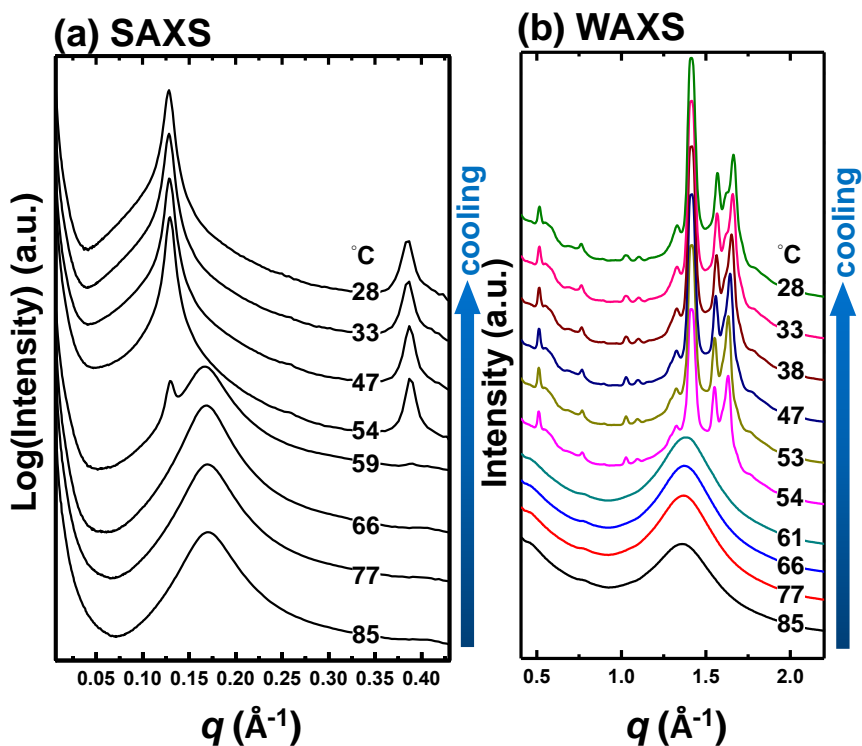 (a) SAXS
Log(Intensity) (a.u.)
°C
28
33
47
54
59
66
77
85
0.05 0.10 0.15 0.20 0.25 0.30 0.35 0.40
q (Å-1)
cooling
(b) WAXS
Intensity (a.u.)
°C
28
33
38
47
53
54
61
66
77
85
0.5 1.0 1.5 2.0
q (Å-1)
cooling